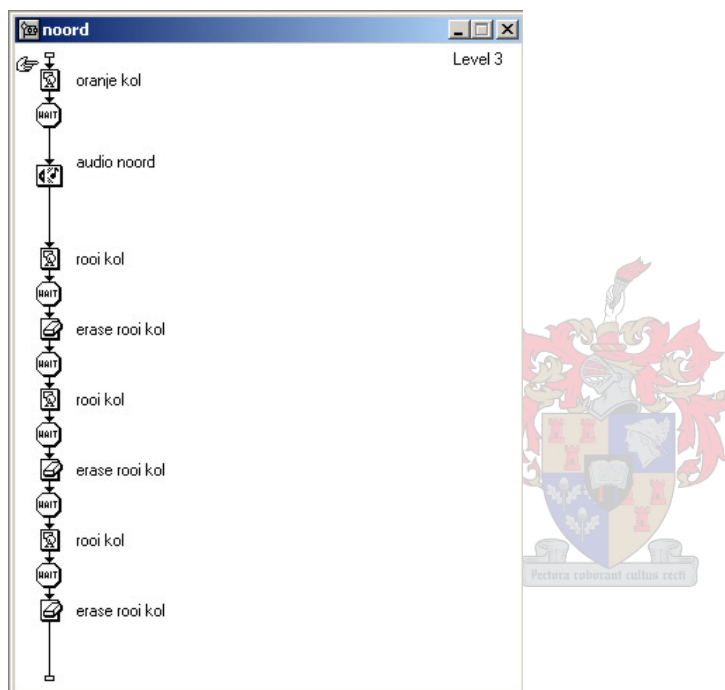 noord
Level 3
oranje kol
WAIT
audio noord
rooi kol
WAIT
erase rooi kol
WAIT
rooi kol
WAIT
erase rooi kol
WAIT
rooi kol
WAIT
erase rooi kol
Pectura roborant cultus recti